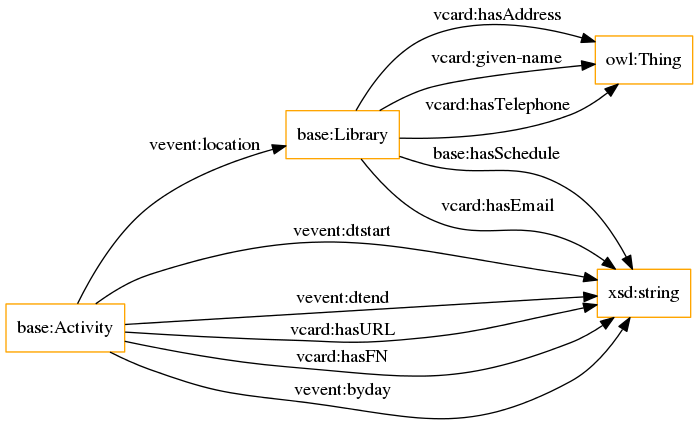 vcard:hasAddress
owl:Thing
vcard:given-name
vcard:hasTelephone
base:Library
vevent:location
base:hasSchedule
vcard:hasEmail
vevent:dtstart
xsd:string
vevent:dtend
base:Activity
vcard:hasURL
vcard:hasFN
vevent:byday